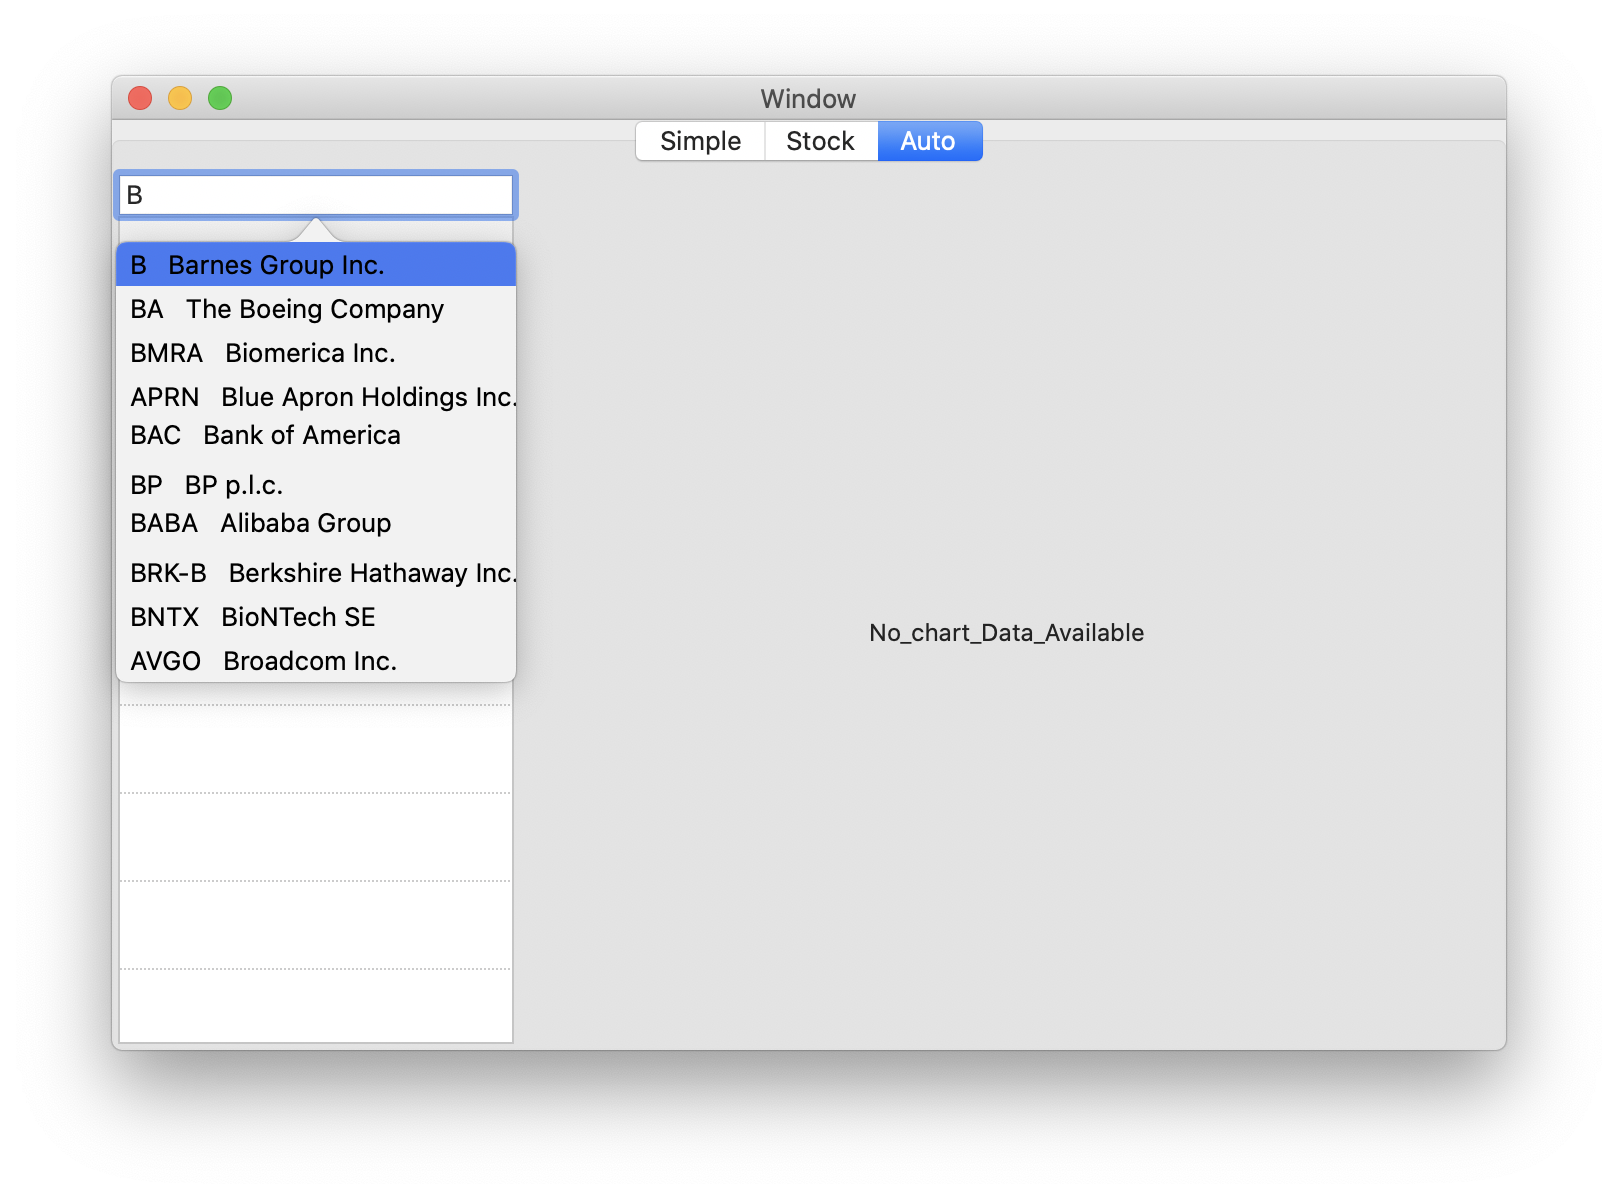 Window
Simple Stock Auto
B
B Barnes Group Inc.
BA The Boeing Company
BMRA Biomerica Inc.
APRN Blue Apron Holdings Inc.
BAC Bank of America
BP BP p.l.c.
BABA Alibaba Group
BRK-B Berkshire Hathaway Inc.
BNTX BioNTech SE
No_chart_Data_Available
AVGO Broadcom Inc.